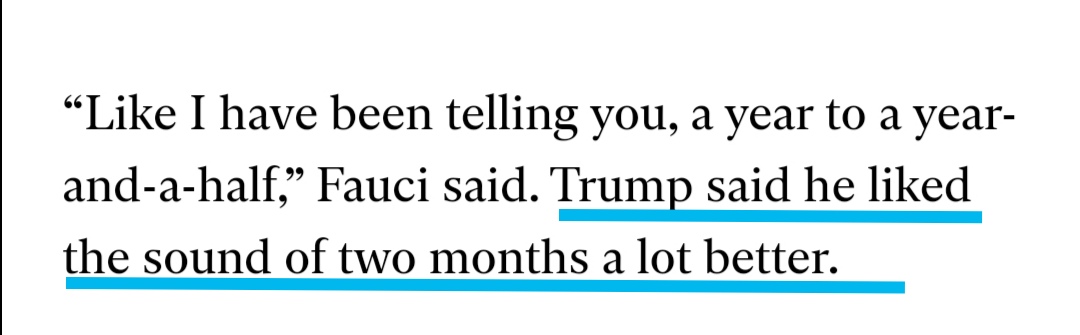 “Like I have been telling you, a year to a year-
and-a-half,” Fauci said. Trump said he liked
the sound of two months a lot better.